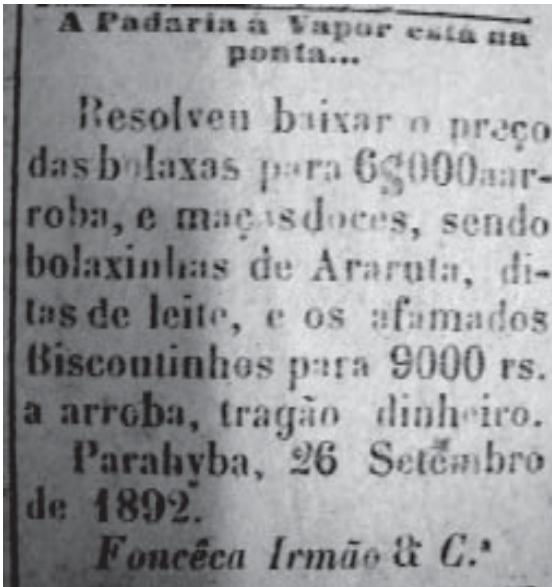 A Padaria á Vapor está na
ponta...
Resolveu baixar o preço
das bolaxas para 6$000 a ar-
roba, e maças doces, sendo
bolaxinhas de Araruta, di-
tas de leite, e os afamados
Biscoutinhos para 9000 rs.
a arroba, tragão dinheiro.
Parahyba, 26 Setembro
de 1892.
Foncêca Irmão & C.ª